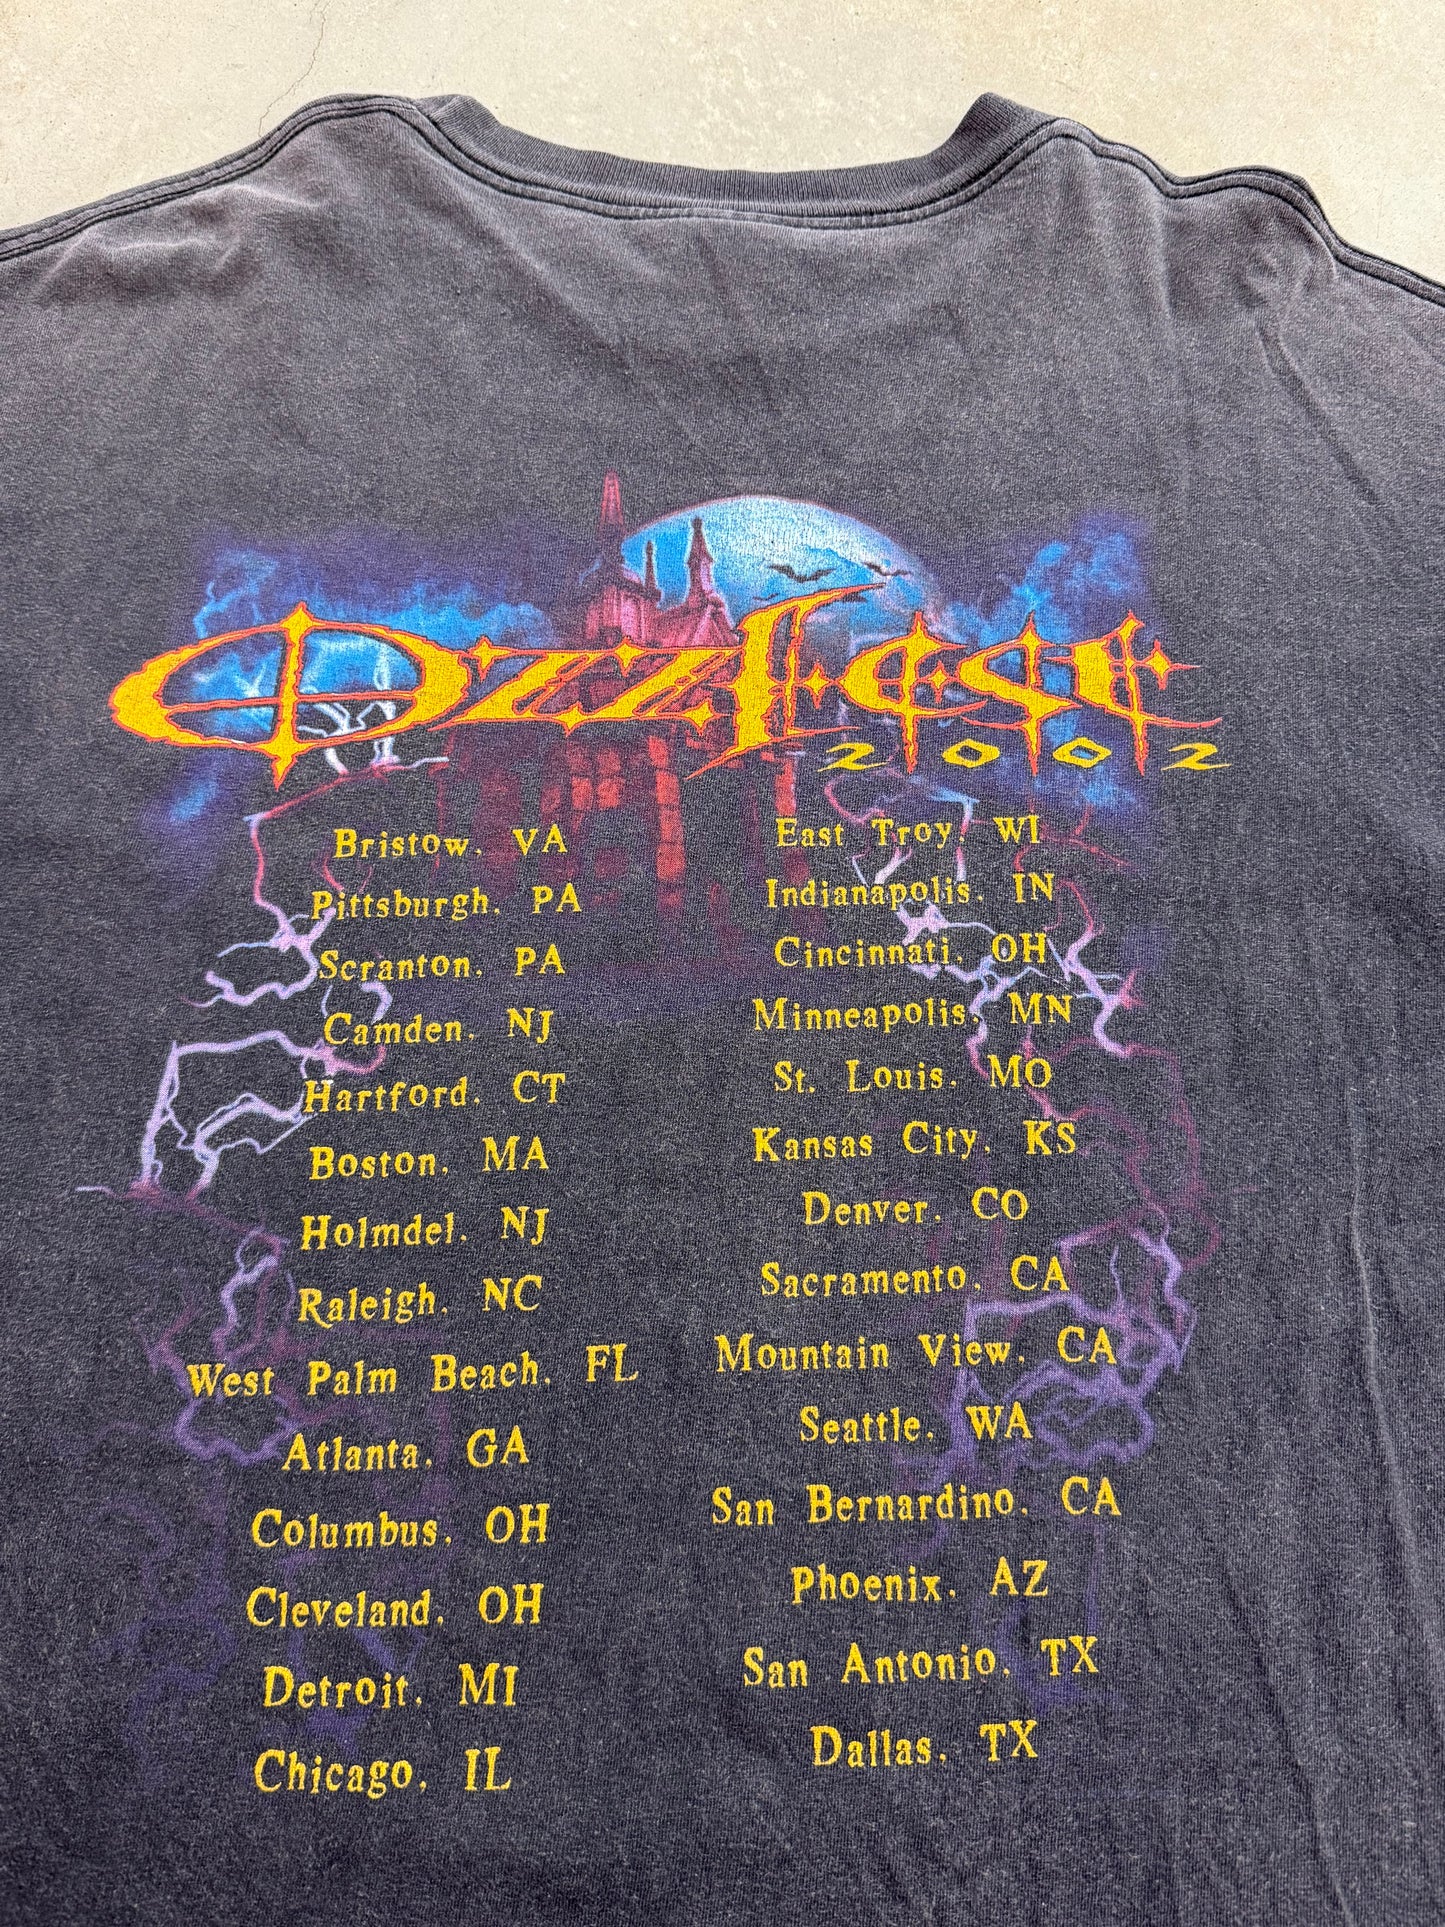 OzzFest
2002
Bristow, VA
Pittsburgh, PA
Scranton, PA
Camden, NJ
Hartford, CT
Boston, MA
Holmdel, NJ
Raleigh, NC
West Palm Beach, FL
Atlanta, GA
Columbus, OH
Cleveland, OH
Detroit, MI
Chicago, IL
East Troy, WI
Indianapolis, IN
Cincinnati, OH
Minneapolis, MN
St. Louis, MO
Kansas City, KS
Denver, CO
Sacramento, CA
Mountain View, CA
Seattle, WA
San Bernardino, CA
Phoenix, AZ
San Antonio, TX
Dallas, TX